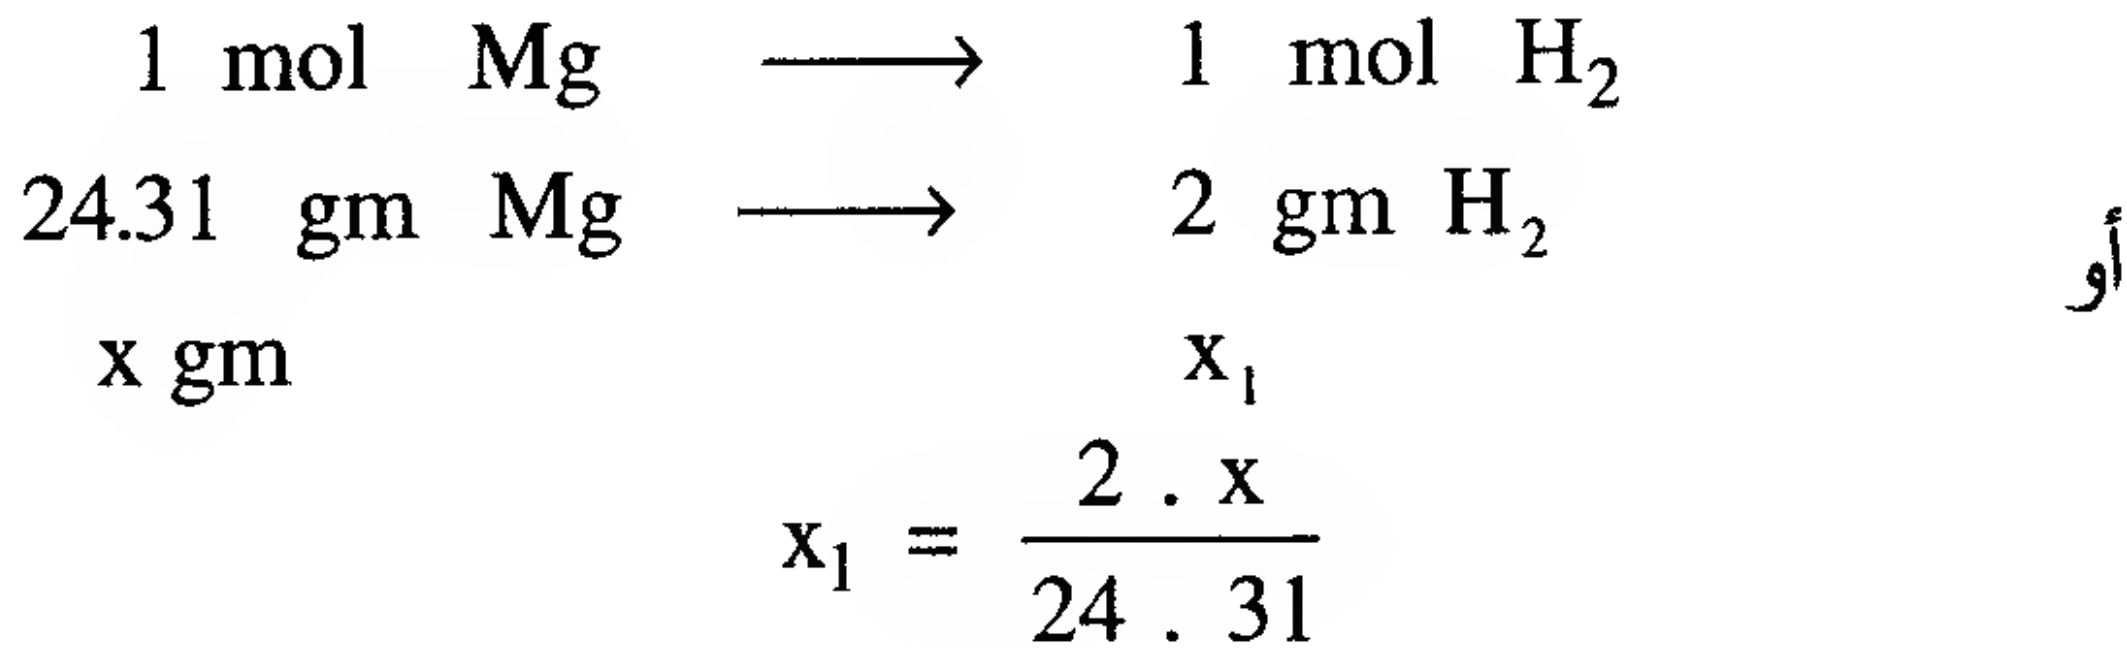 1 mol Mg ⟶ 1 mol H₂
24.31 gm Mg ⟶ 2 gm H₂
أو
x gm x₁
x₁ = 2 . x / 24 . 31